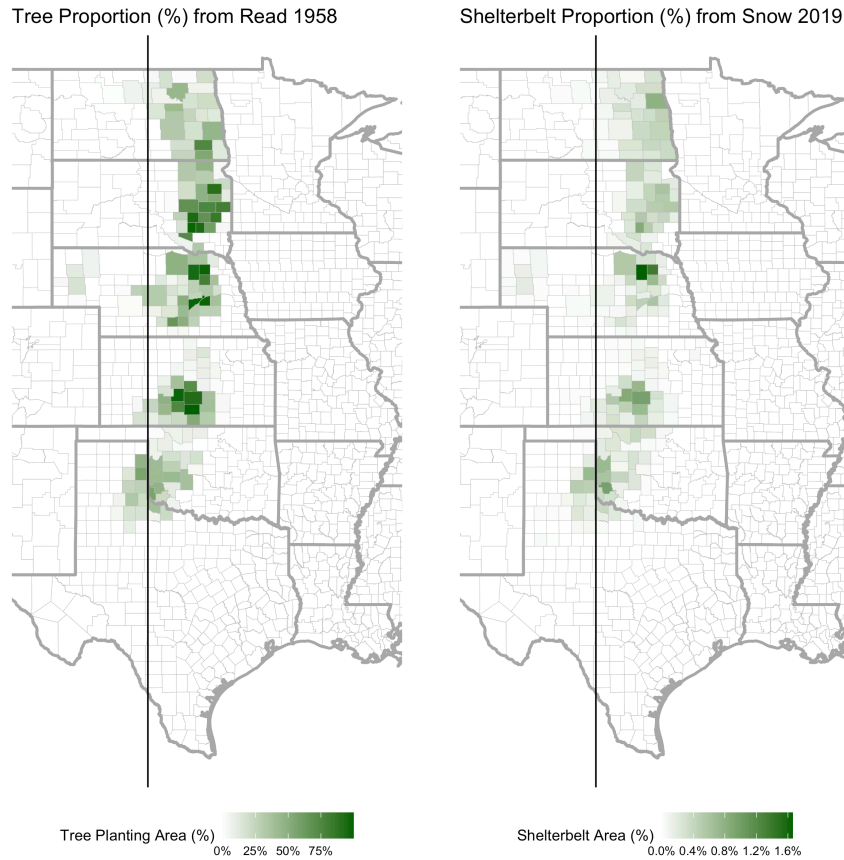 Tree Proportion (%) from Read 1958
Shelterbelt Proportion (%) from Snow 2019
Tree Planting Area (%)
0% 25% 50% 75%
Shelterbelt Area (%)
0.0% 0.4% 0.8% 1.2% 1.6%